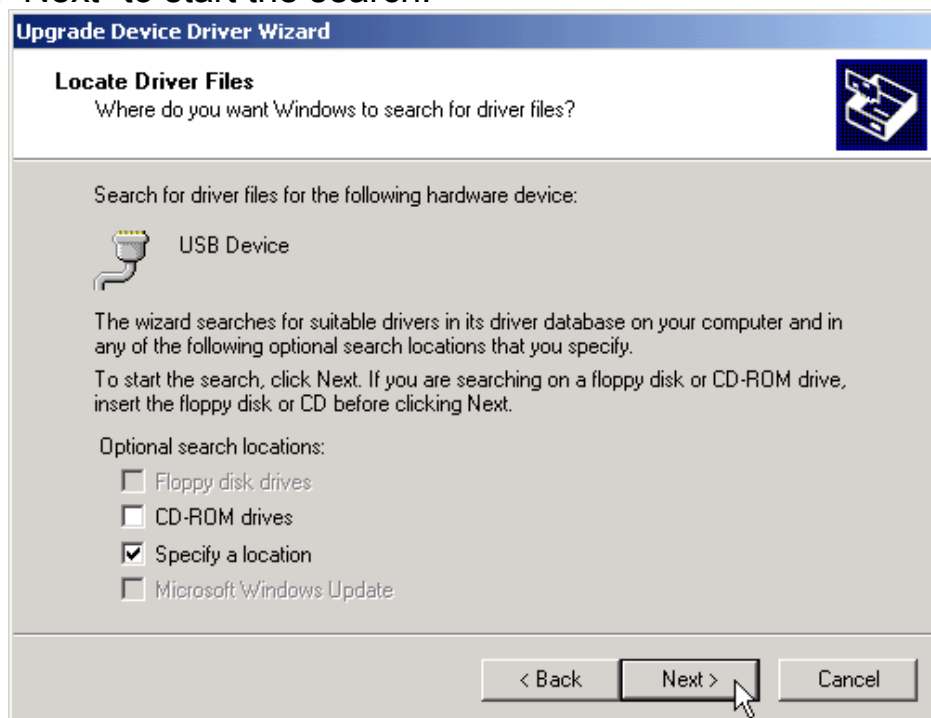 Next" to start the search.
Upgrade Device Driver Wizard
Locate Driver Files
Where do you want Windows to search for driver files?
Search for driver files for the following hardware device:
USB Device
The wizard searches for suitable drivers in its driver database on your computer and in
any of the following optional search locations that you specify.
To start the search, click Next. If you are searching on a floppy disk or CD-ROM drive,
insert the floppy disk or CD before clicking Next.
Optional search locations:
Floppy disk drives
CD-ROM drives
Specify a location
Microsoft Windows Update
< Back Next > Cancel